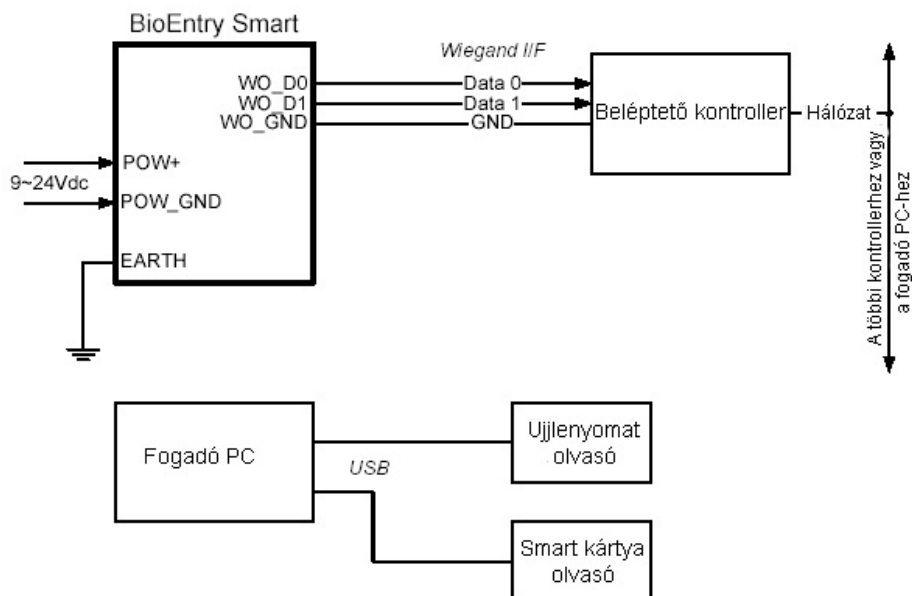 BioEntry Smart
Wiegand I/F
WO_D0
WO_D1
WO_GND
Data 0
Data 1
GND
Beléptető kontroller
Hálózat
A többi kontrollerhez vagy
a fogadó PC-hez
POW+
9~24Vdc
POW_GND
EARTH
Fogadó PC
USB
Ujjlenyomat
olvasó
Smart kártya
olvasó